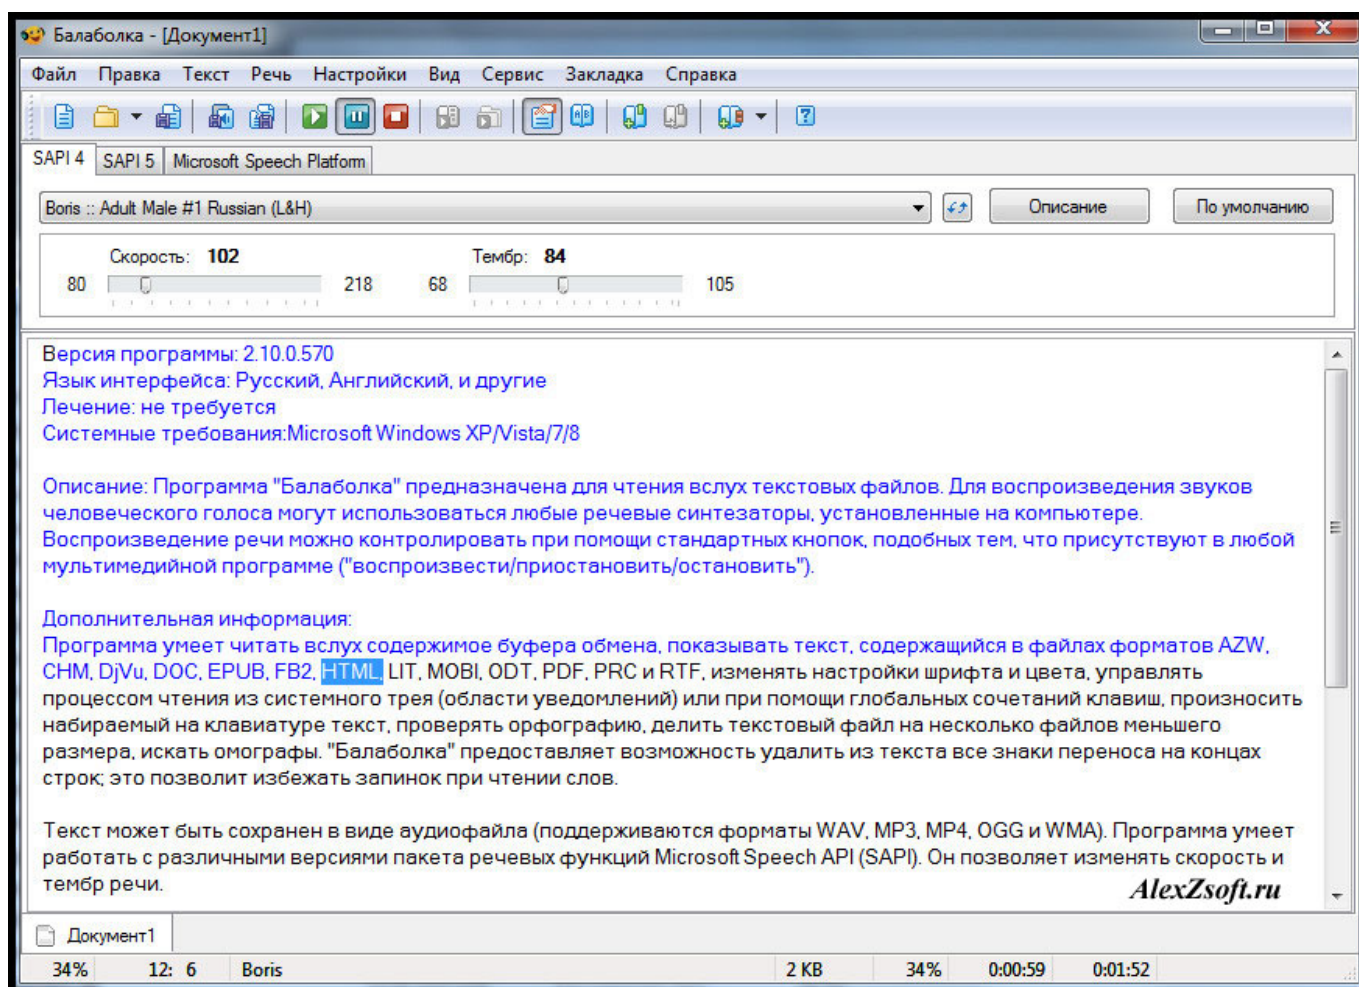 Балаболка - [Документ1]
Файл Правка Текст Речь Настройки Вид Сервис Закладка Справка
SAPI 4 SAPI 5 Microsoft Speech Platform
Boris :: Adult Male #1 Russian (L&H) Описание По умолчанию
Скорость: 102 Тембр: 84
80 218 68 105
Версия программы: 2.10.0.570
Язык интерфейса: Русский, Английский, и другие
Лечение: не требуется
Системные требования:Microsoft Windows XP/Vista/7/8
Описание: Программа "Балаболка" предназначена для чтения вслух текстовых файлов. Для воспроизведения звуков
человеческого голоса могут использоваться любые речевые синтезаторы, установленные на компьютере.
Воспроизведение речи можно контролировать при помощи стандартных кнопок, подобных тем, что присутствуют в любой
мультимедийной программе ("воспроизвести/приостановить/остановить").
Дополнительная информация:
Программа умеет читать вслух содержимое буфера обмена, показывать текст, содержащийся в файлах форматов AZW,
CHM, DjVu, DOC, EPUB, FB2, HTML, LIT, MOBI, ODT, PDF, PRC и RTF, изменять настройки шрифта и цвета, управлять
процессом чтения из системного трея (области уведомлений) или при помощи глобальных сочетаний клавиш, произносить
набираемый на клавиатуре текст, проверять орфографию, делить текстовый файл на несколько файлов меньшего
размера, искать омографы. "Балаболка" предоставляет возможность удалить из текста все знаки переноса на концах
строк; это позволит избежать запинок при чтении слов.
Текст может быть сохранен в виде аудиофайла (поддерживаются форматы WAV, MP3, MP4, OGG и WMA). Программа умеет
работать с различными версиями пакета речевых функций Microsoft Speech API (SAPI). Он позволяет изменять скорость и
тембр речи.
AlexZsoft.ru
Документ1
34% 12: 6 Boris 2 KB 34% 0:00:59 0:01:52